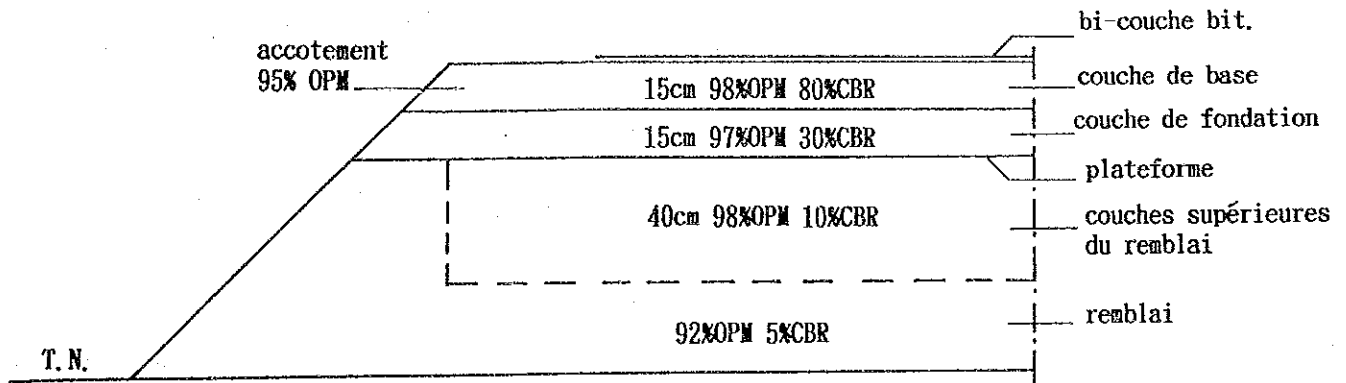 bi-couche bit.
accotement
95% OPM
15cm 98%OPM 80%CBR
couche de base
15cm 97%OPM 30%CBR
couche de fondation
plateforme
40cm 98%OPM 10%CBR
couches supérieures
du remblai
92%OPM 5%CBR
remblai
T.N.